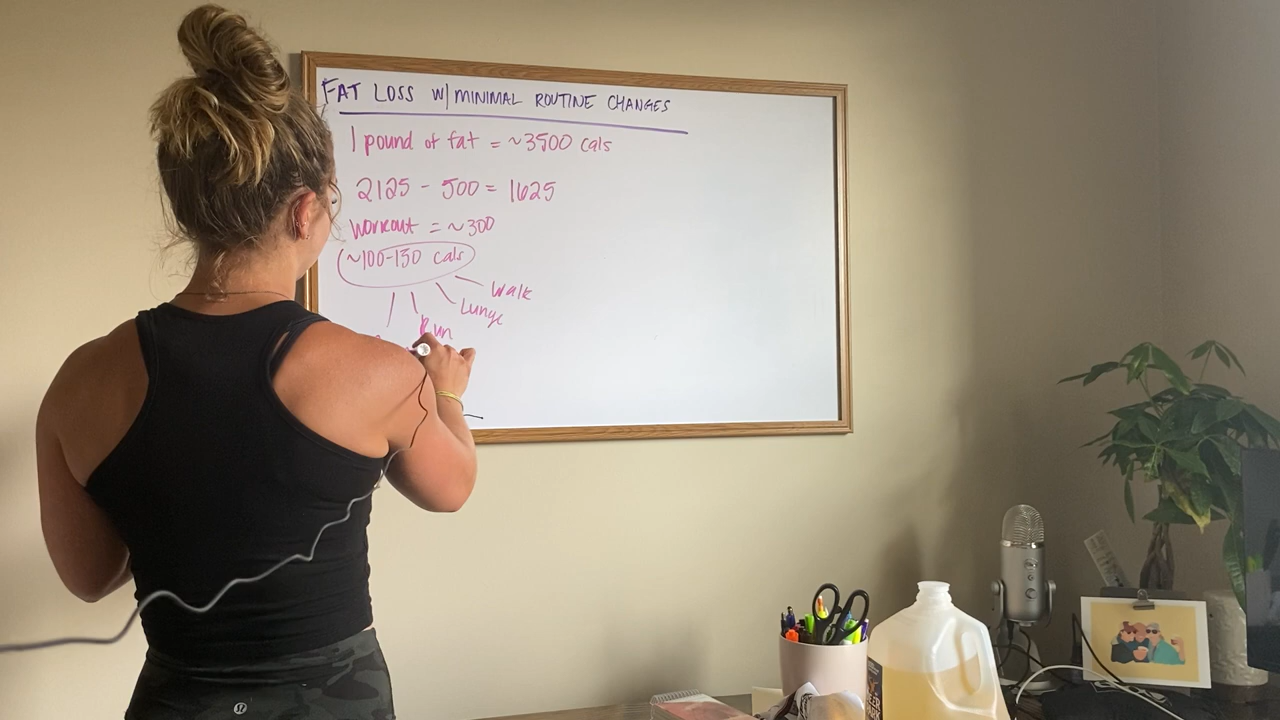 FAT LOSS W/ MINIMAL ROUTINE CHANGES
1 pound of fat = ~3500 cals
2125 - 500 = 1625
Workout = ~300
~100-150 cals
Walk
Lunge
Run